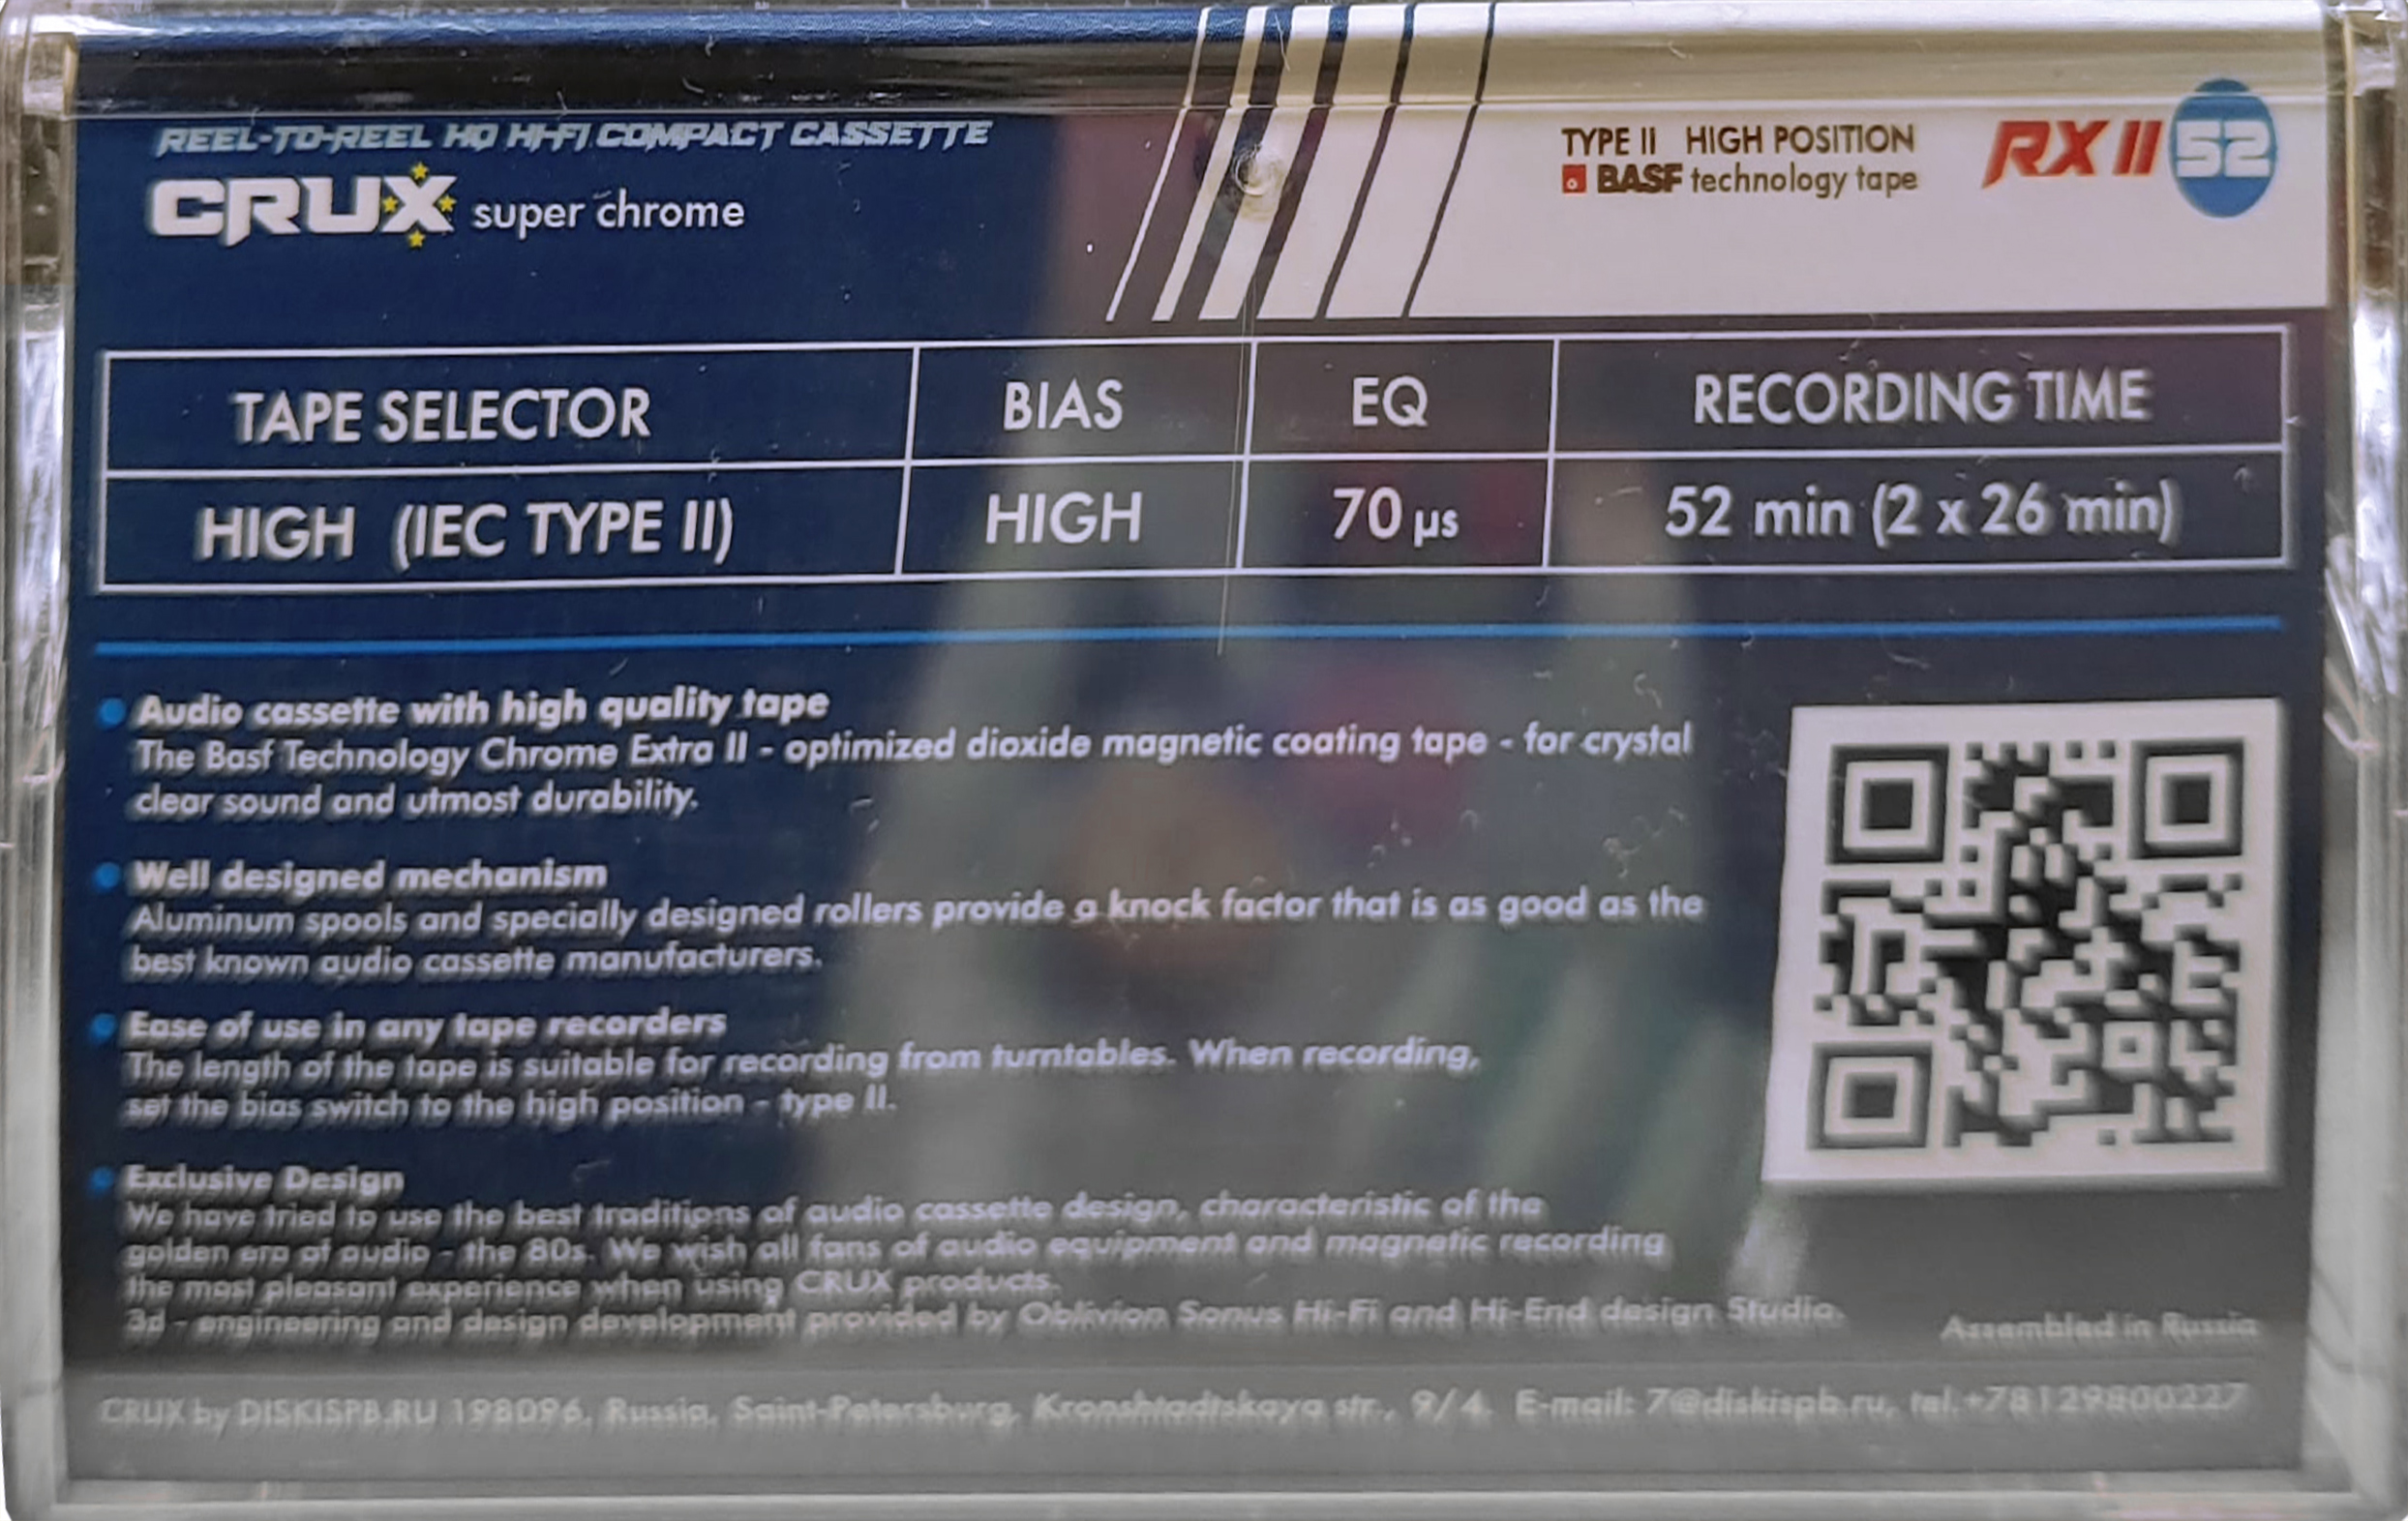 REEL-TO-REEL HQ HI-FI COMPACT CASSETTE
CRUX super chrome
TYPE II HIGH POSITION
BASF technology tape
RX II 52
TAPE SELECTOR BIAS EQ RECORDING TIME
HIGH (IEC TYPE II) HIGH 70 µs 52 min (2 x 26 min)
Audio cassette with high quality tape
The Basf Technology Chrome Extra II - optimized dioxide magnetic coating tape - for crystal
clear sound and utmost durability.
Well designed mechanism
Aluminum spools and specially designed rollers provide a knock factor that is as good as the
best known audio cassette manufacturers.
Ease of use in any tape recorders
The length of the tape is suitable for recording from turntables. When recording,
set the bias switch to the high position - type II.
Exclusive Design
We have tried to use the best traditions of audio cassette design, characteristic of the
golden era of audio - the 80s. We wish all fans of audio equipment and magnetic recording
the most pleasant experience when using CRUX products.
3d - engineering and design development provided by Oblivion Sonus Hi-Fi and Hi-End design Studio.
Assembled in Russia
CRUX by DISKISPB.RU 198096, Russia, Saint-Petersburg, Kronshtadtskaya str., 9/4. E-mail: 7@diskispb.ru, tel.+78129800227